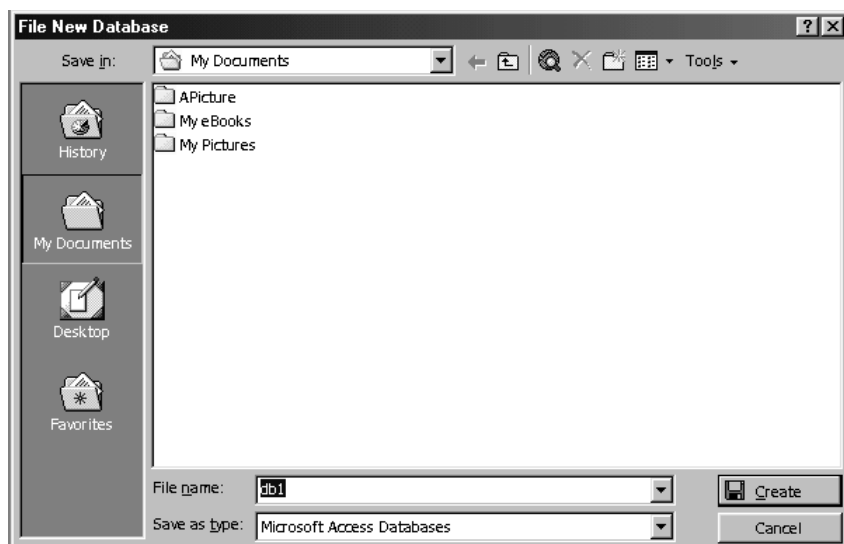 File New Database
Save in:
My Documents
Tools
APicture
My eBooks
My Pictures
History
My Documents
Desktop
Favorites
File name:
db1
Create
Save as type:
Microsoft Access Databases
Cancel